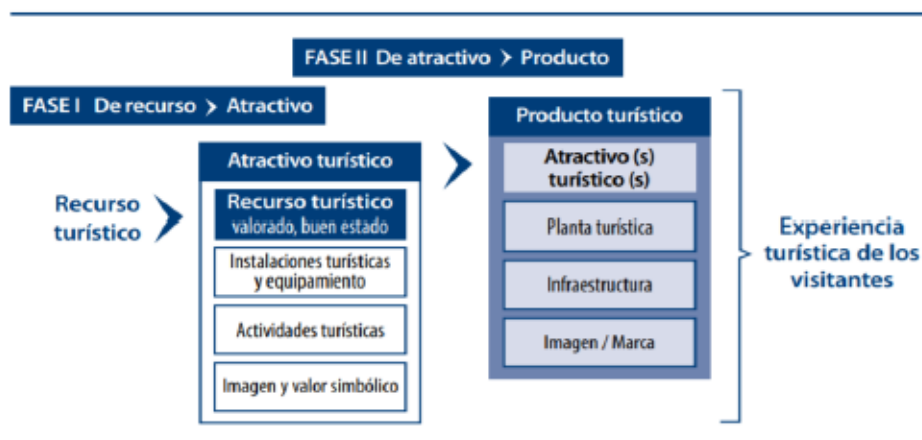 FASE II De atractivo > Producto
FASE I De recurso > Atractivo
Recurso
turístico
Atractivo turístico
Recurso turístico
valorado, buen estado
Instalaciones turísticas
y equipamiento
Actividades turísticas
Imagen y valor simbólico
Producto turístico
Atractivo (s)
turístico (s)
Planta turística
Infraestructura
Imagen / Marca
Experiencia
turística de los
visitantes